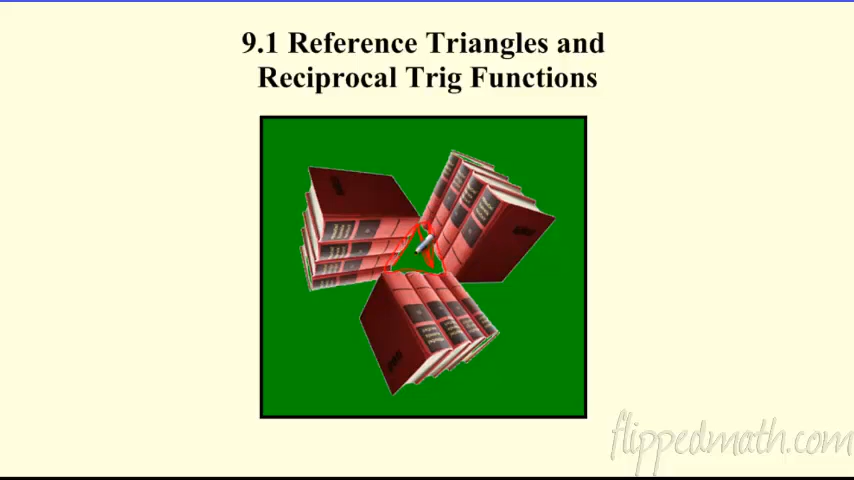 9.1 Reference Triangles and
Reciprocal Trig Functions
flippedmath.com